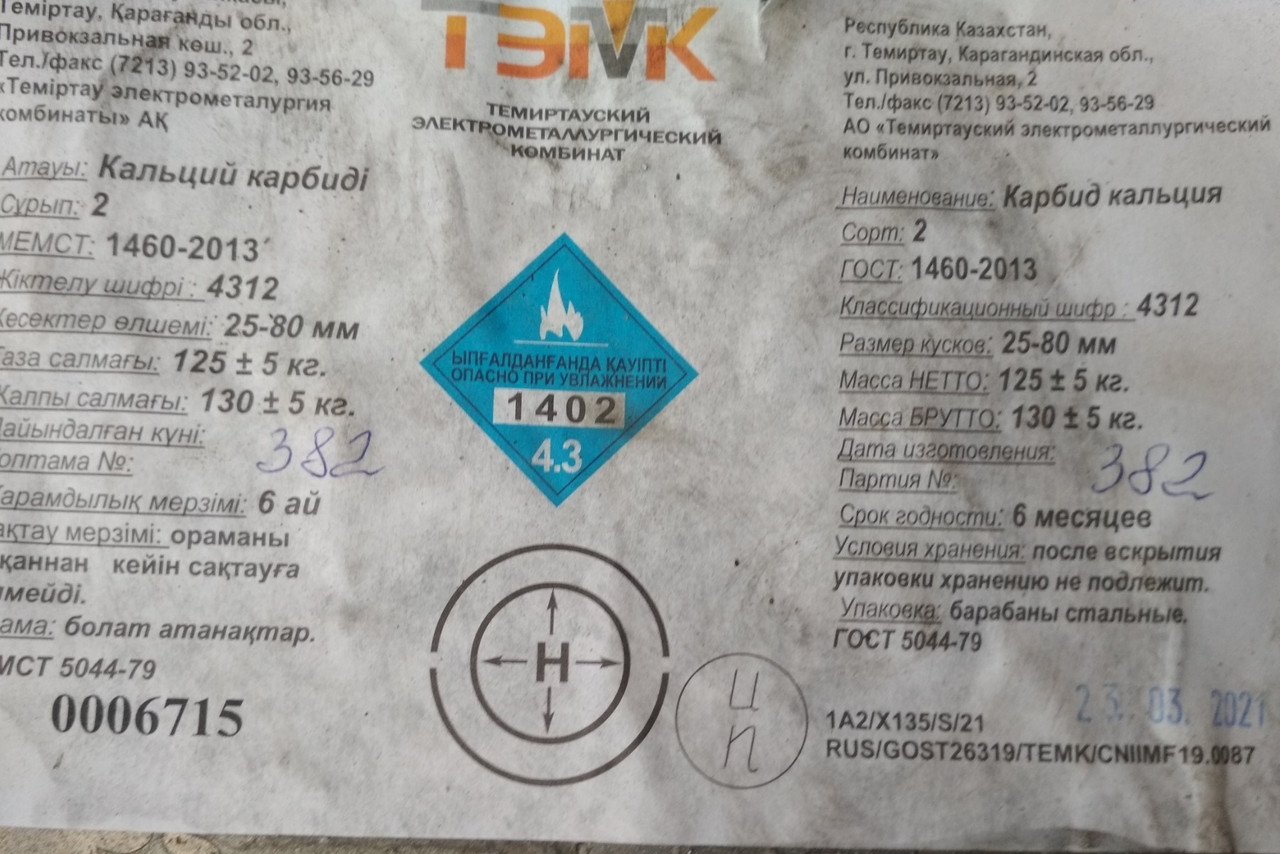 Теміртау, Қарағанды обл.,
Привокзальная көш., 2
Тел./факс (7213) 93-52-02, 93-56-29
«Теміртау электрометалургия
комбинаты» АҚ
Атауы: Кальций карбиді
Сұрып: 2
МЕМСТ: 1460-2013
Жіктелу шифрі : 4312
Кесектер өлшемі: 25-80 мм
Таза салмағы: 125 ± 5 кг.
Жалпы салмағы: 130 ± 5 кг.
Дайындалған күні:
Топтама №:
382
Жарамдылық мерзімі: 6 ай
Сақтау мерзімі: ораманы
кейін сақтауға
болат атанақтар.
5044-79
0006715
ТЭМК
ТЕМИРТАУСКИЙ
ЭЛЕКТРОМЕТАЛЛУРГИЧЕСКИЙ
КОМБИНАТ
ЫЛҒАЛДАНҒАНДА ҚАУІПТІ
ОПАСНО ПРИ УВЛАЖНЕНИИ
1402
4.3
Н
ЦП
Республика Казахстан,
г. Темиртау, Карагандинская обл.,
ул. Привокзальная, 2
Тел./факс (7213) 93-52-02, 93-56-29
АО «Темиртауский электрометаллургический
комбинат»
Наименование: Карбид кальция
Сорт: 2
ГОСТ: 1460-2013
Классификационный шифр : 4312
Размер кусков: 25-80 мм
Масса НЕТТО: 125 ± 5 кг.
Масса БРУТТО: 130 ± 5 кг.
Дата изготовления:
Партия №:
382
Срок годности: 6 месяцев
Условия хранения: после вскрытия
упаковки хранению не подлежит.
Упаковка: барабаны стальные.
ГОСТ 5044-79
23. 03. 2021
1А2/Х135/S/21
RUS/GOST26319/TEMK/CNIIMF19.0087